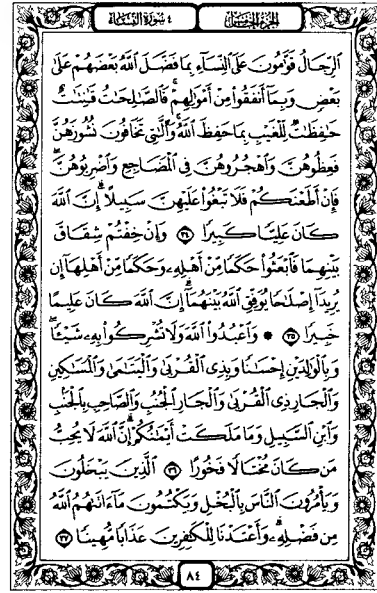 الجزء الخامس
٤ سورة النساء
ٱلرِّجَالُ قَوَّٰمُونَ عَلَى ٱلنِّسَآءِ بِمَا فَضَّلَ ٱللَّهُ بَعْضَهُمْ عَلَىٰ
بَعْضٍ وَبِمَآ أَنفَقُوا۟ مِنْ أَمْوَٰلِهِمْ ۚ فَٱلصَّٰلِحَٰتُ قَٰنِتَٰتٌ
حَٰفِظَٰتٌ لِّلْغَيْبِ بِمَا حَفِظَ ٱللَّهُ ۚ وَٱلَّٰتِى تَخَافُونَ نُشُوزَهُنَّ
فَعِظُوهُنَّ وَٱهْجُرُوهُنَّ فِى ٱلْمَضَاجِعِ وَٱضْرِبُوهُنَّ ۖ
فَإِنْ أَطَعْنَكُمْ فَلَا تَبْغُوا۟ عَلَيْهِنَّ سَبِيلًا ۗ إِنَّ ٱللَّهَ
كَانَ عَلِيًّا كَبِيرًا ٣٤ وَإِنْ خِفْتُمْ شِقَاقَ
بَيْنِهِمَا فَٱبْعَثُوا۟ حَكَمًا مِّنْ أَهْلِهِۦ وَحَكَمًا مِّنْ أَهْلِهَآ إِن
يُرِيدَآ إِصْلَٰحًا يُوَفِّقِ ٱللَّهُ بَيْنَهُمَآ ۗ إِنَّ ٱللَّهَ كَانَ عَلِيمًا
خَبِيرًا ٣٥ ۞ وَٱعْبُدُوا۟ ٱللَّهَ وَلَا تُشْرِكُوا۟ بِهِۦ شَيْـًٔا ۖ
وَبِٱلْوَٰلِدَيْنِ إِحْسَٰنًا وَبِذِى ٱلْقُرْبَىٰ وَٱلْيَتَٰمَىٰ وَٱلْمَسَٰكِينِ
وَٱلْجَارِ ذِى ٱلْقُرْبَىٰ وَٱلْجَارِ ٱلْجُنُبِ وَٱلصَّاحِبِ بِٱلْجَنۢبِ
وَٱبْنِ ٱلسَّبِيلِ وَمَا مَلَكَتْ أَيْمَٰنُكُمْ ۗ إِنَّ ٱللَّهَ لَا يُحِبُّ
مَن كَانَ مُخْتَالًا فَخُورًا ٣٦ ٱلَّذِينَ يَبْخَلُونَ
وَيَأْمُرُونَ ٱلنَّاسَ بِٱلْبُخْلِ وَيَكْتُمُونَ مَآ ءَاتَىٰهُمُ ٱللَّهُ
مِن فَضْلِهِۦ ۗ وَأَعْتَدْنَا لِلْكَٰفِرِينَ عَذَابًا مُّهِينًا ٣٧
٨٤